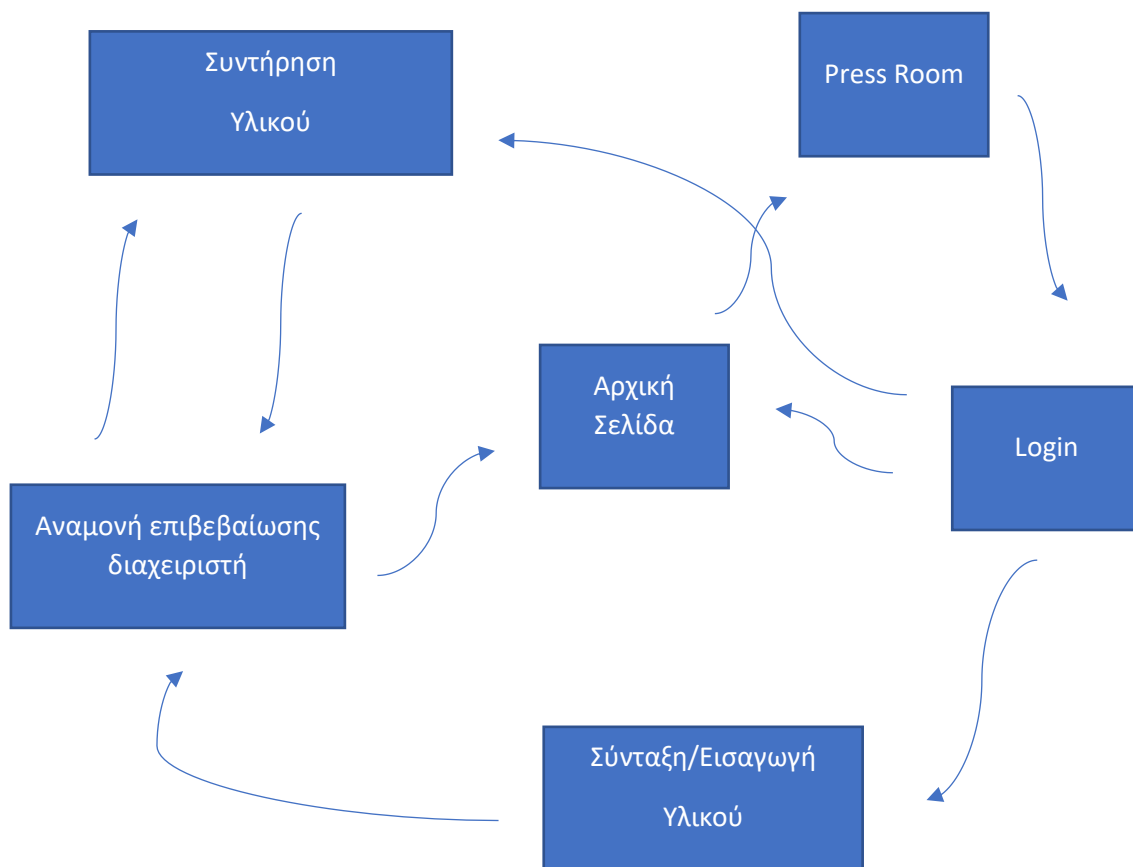 Συντήρηση
Υλικού
Press Room
Αρχική
Σελίδα
Login
Αναμονή επιβεβαίωσης
διαχειριστή
Σύνταξη/Εισαγωγή
Υλικού